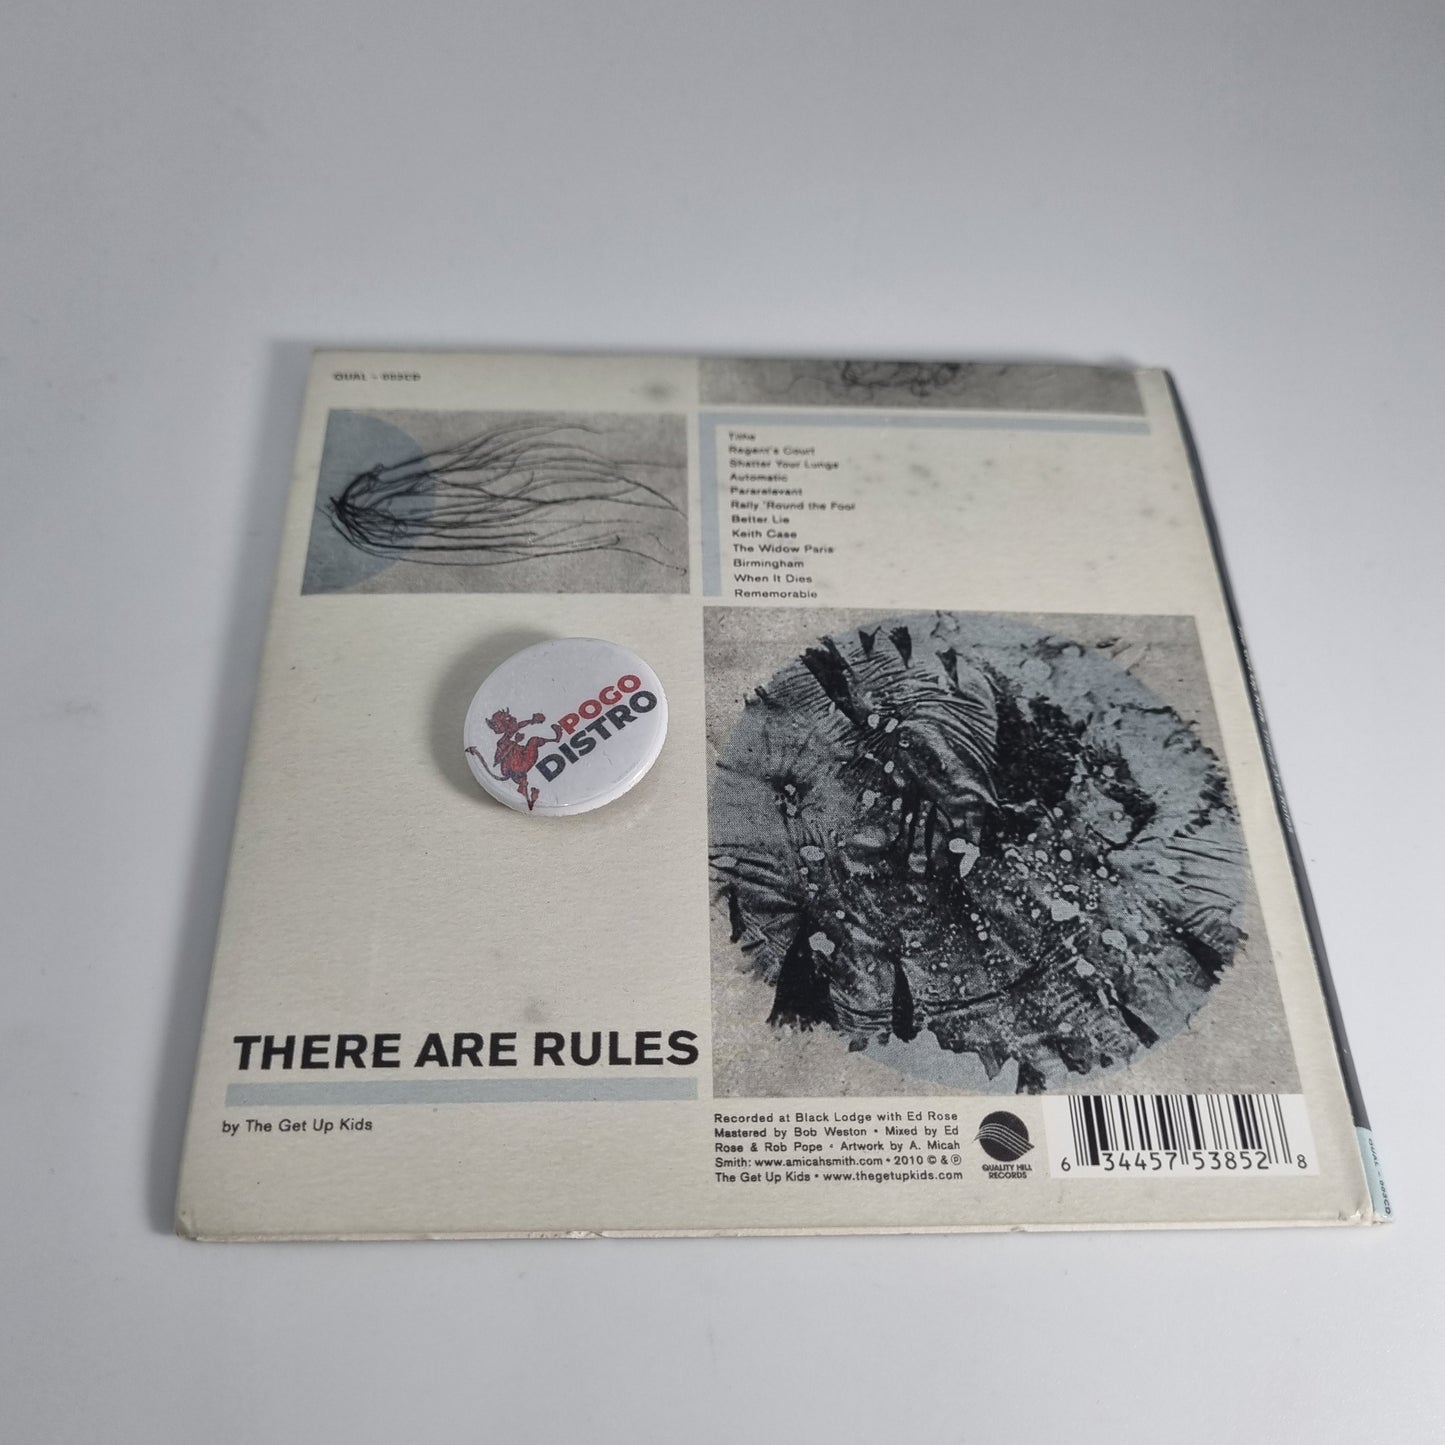 QUAL - 003CD
Tithe
Regent's Court
Shatter Your Lungs
Automatic
Pararelevant
Rally 'Round the Fool
Better Lie
Keith Case
The Widow Paris
Birmingham
When It Dies
Rememorable
POGO
DISTRO
THERE ARE RULES
by The Get Up Kids
Recorded at Black Lodge with Ed Rose
Mastered by Bob Weston • Mixed by Ed
Rose & Rob Pope • Artwork by A. Micah
Smith: www.amicahsmith.com • 2010 © & ℗
The Get Up Kids • www.thegetupkids.com
QUALITY HILL
RECORDS
6 34457 53852 8
QUAL - 003CD